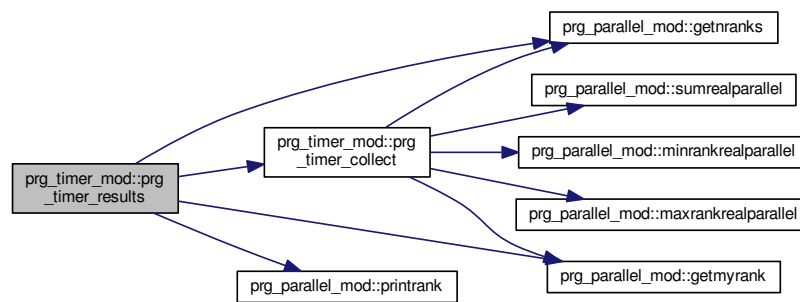 prg_parallel_mod::getnranks
prg_parallel_mod::sumrealparallel
prg_timer_mod::prg
_timer_collect
prg_parallel_mod::minrankrealparallel
prg_timer_mod::prg
_timer_results
prg_parallel_mod::maxrankrealparallel
prg_parallel_mod::getmyrank
prg_parallel_mod::printrank